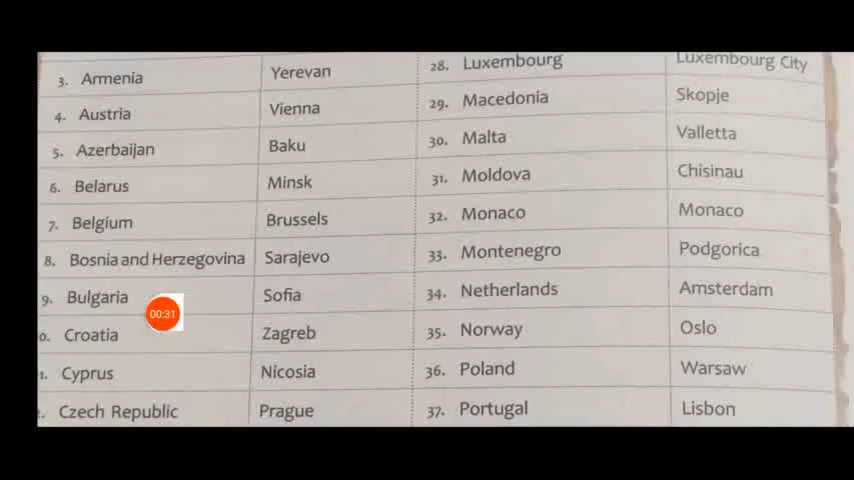 3. Armenia Yerevan
4. Austria Vienna
5. Azerbaijan Baku
6. Belarus Minsk
7. Belgium Brussels
8. Bosnia and Herzegovina Sarajevo
9. Bulgaria Sofia
0. Croatia Zagreb
1. Cyprus Nicosia
Czech Republic Prague
28. Luxembourg Luxembourg City
29. Macedonia Skopje
30. Malta Valletta
31. Moldova Chisinau
32. Monaco Monaco
33. Montenegro Podgorica
34. Netherlands Amsterdam
35. Norway Oslo
36. Poland Warsaw
37. Portugal Lisbon
00:31